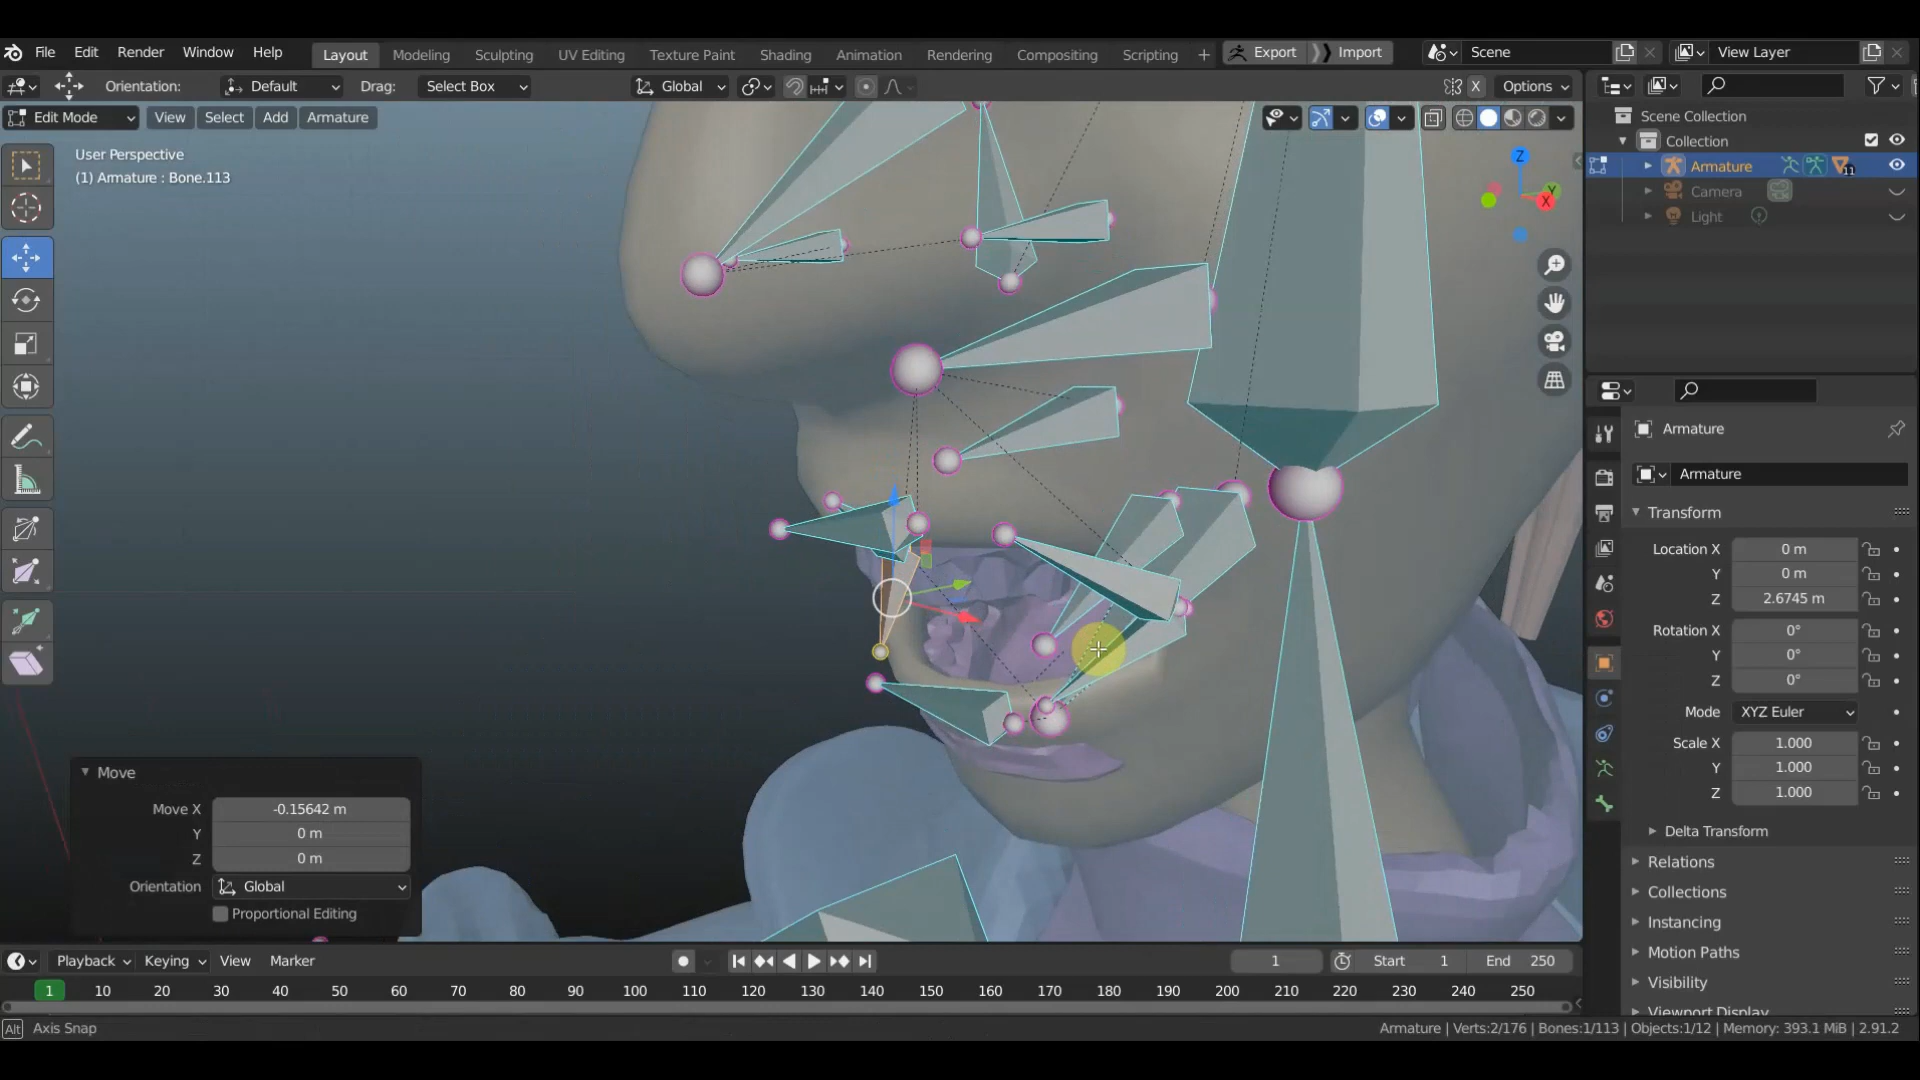 File Edit Render Window Help Layout Modeling Sculpting UV Editing Texture Paint Shading Animation Rendering Compositing Scripting + Export Import Scene View Layer
Orientation: Default Drag: Select Box Global X Options
Edit Mode View Select Add Armature
User Perspective
(1) Armature : Bone.113
Z
Y
X
Scene Collection
Collection
Armature 11
Camera
Light
Armature
Armature
Transform
Location X 0 m
Y 0 m
Z 2.6745 m
Rotation X 0°
Y 0°
Z 0°
Mode XYZ Euler
Scale X 1.000
Y 1.000
Z 1.000
Delta Transform
Relations
Collections
Instancing
Motion Paths
Visibility
Viewport Display
Move
Move X -0.15642 m
Y 0 m
Z 0 m
Orientation Global
Proportional Editing
Playback Keying View Marker 1 Start 1 End 250
1 10 20 30 40 50 60 70 80 90 100 110 120 130 140 150 160 170 180 190 200 210 220 230 240 250
Alt Axis Snap Armature | Verts:2/176 | Bones:1/113 | Objects:1/12 | Memory: 393.1 MiB | 2.91.2